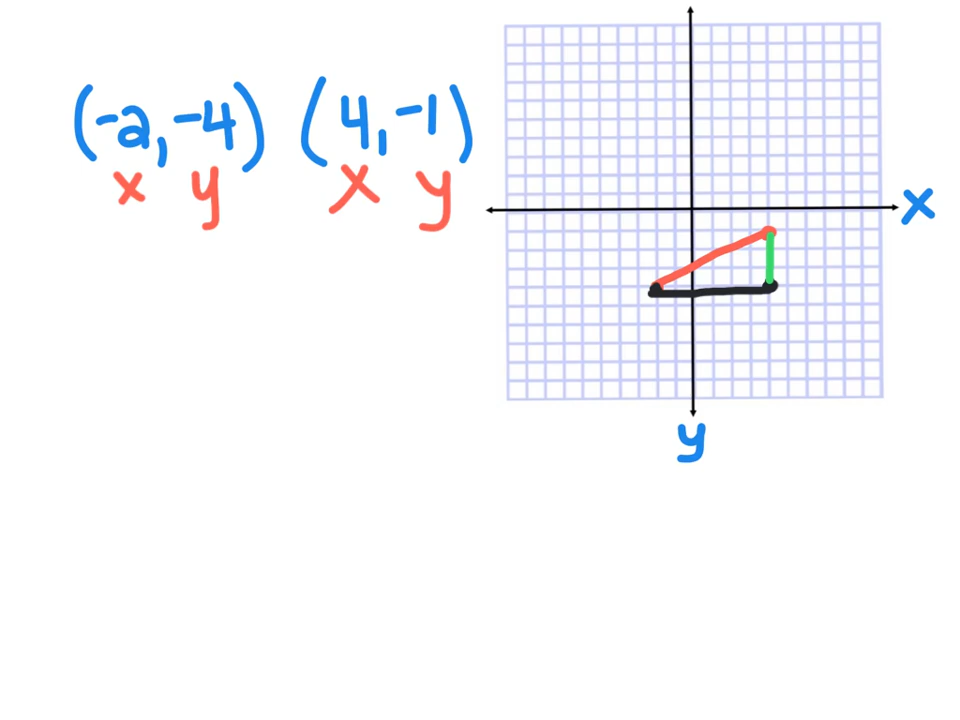 (-2, -4) (4, -1)
x y x y
x
y